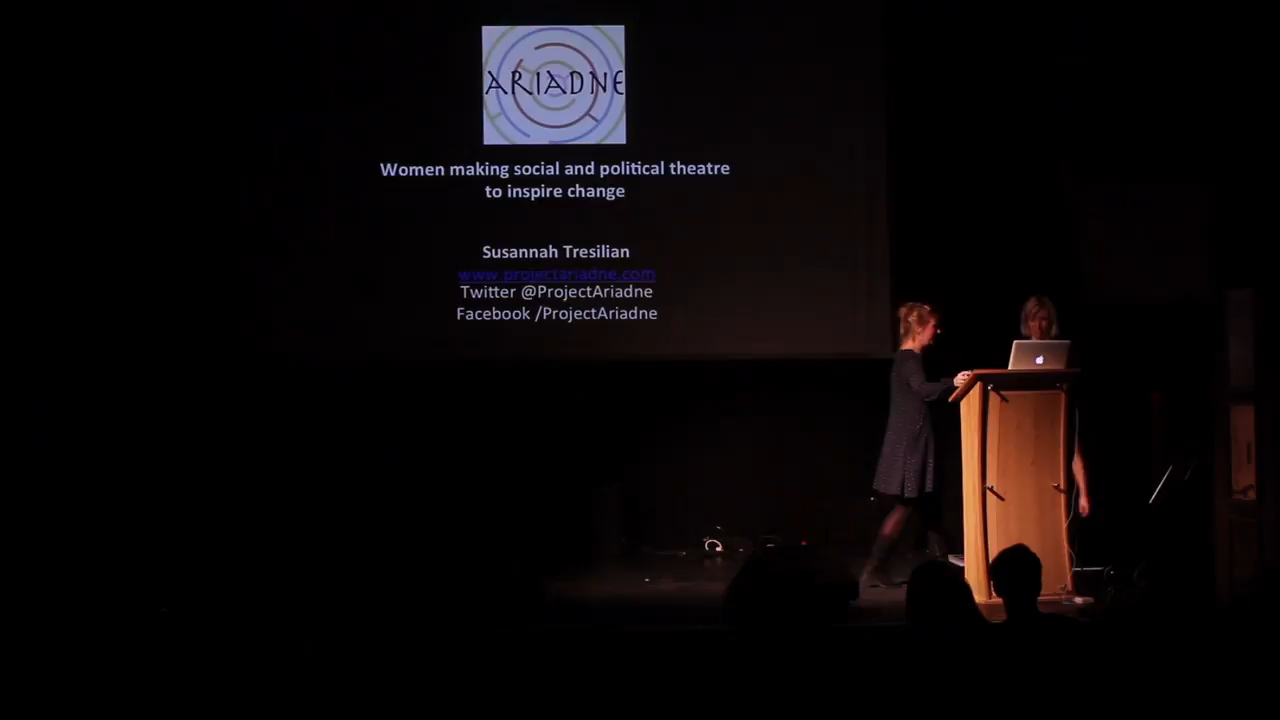 ARIADNE
Women making social and political theatre
to inspire change
Susannah Tresilian
www.projectariadne.com
Twitter @ProjectAriadne
Facebook /ProjectAriadne